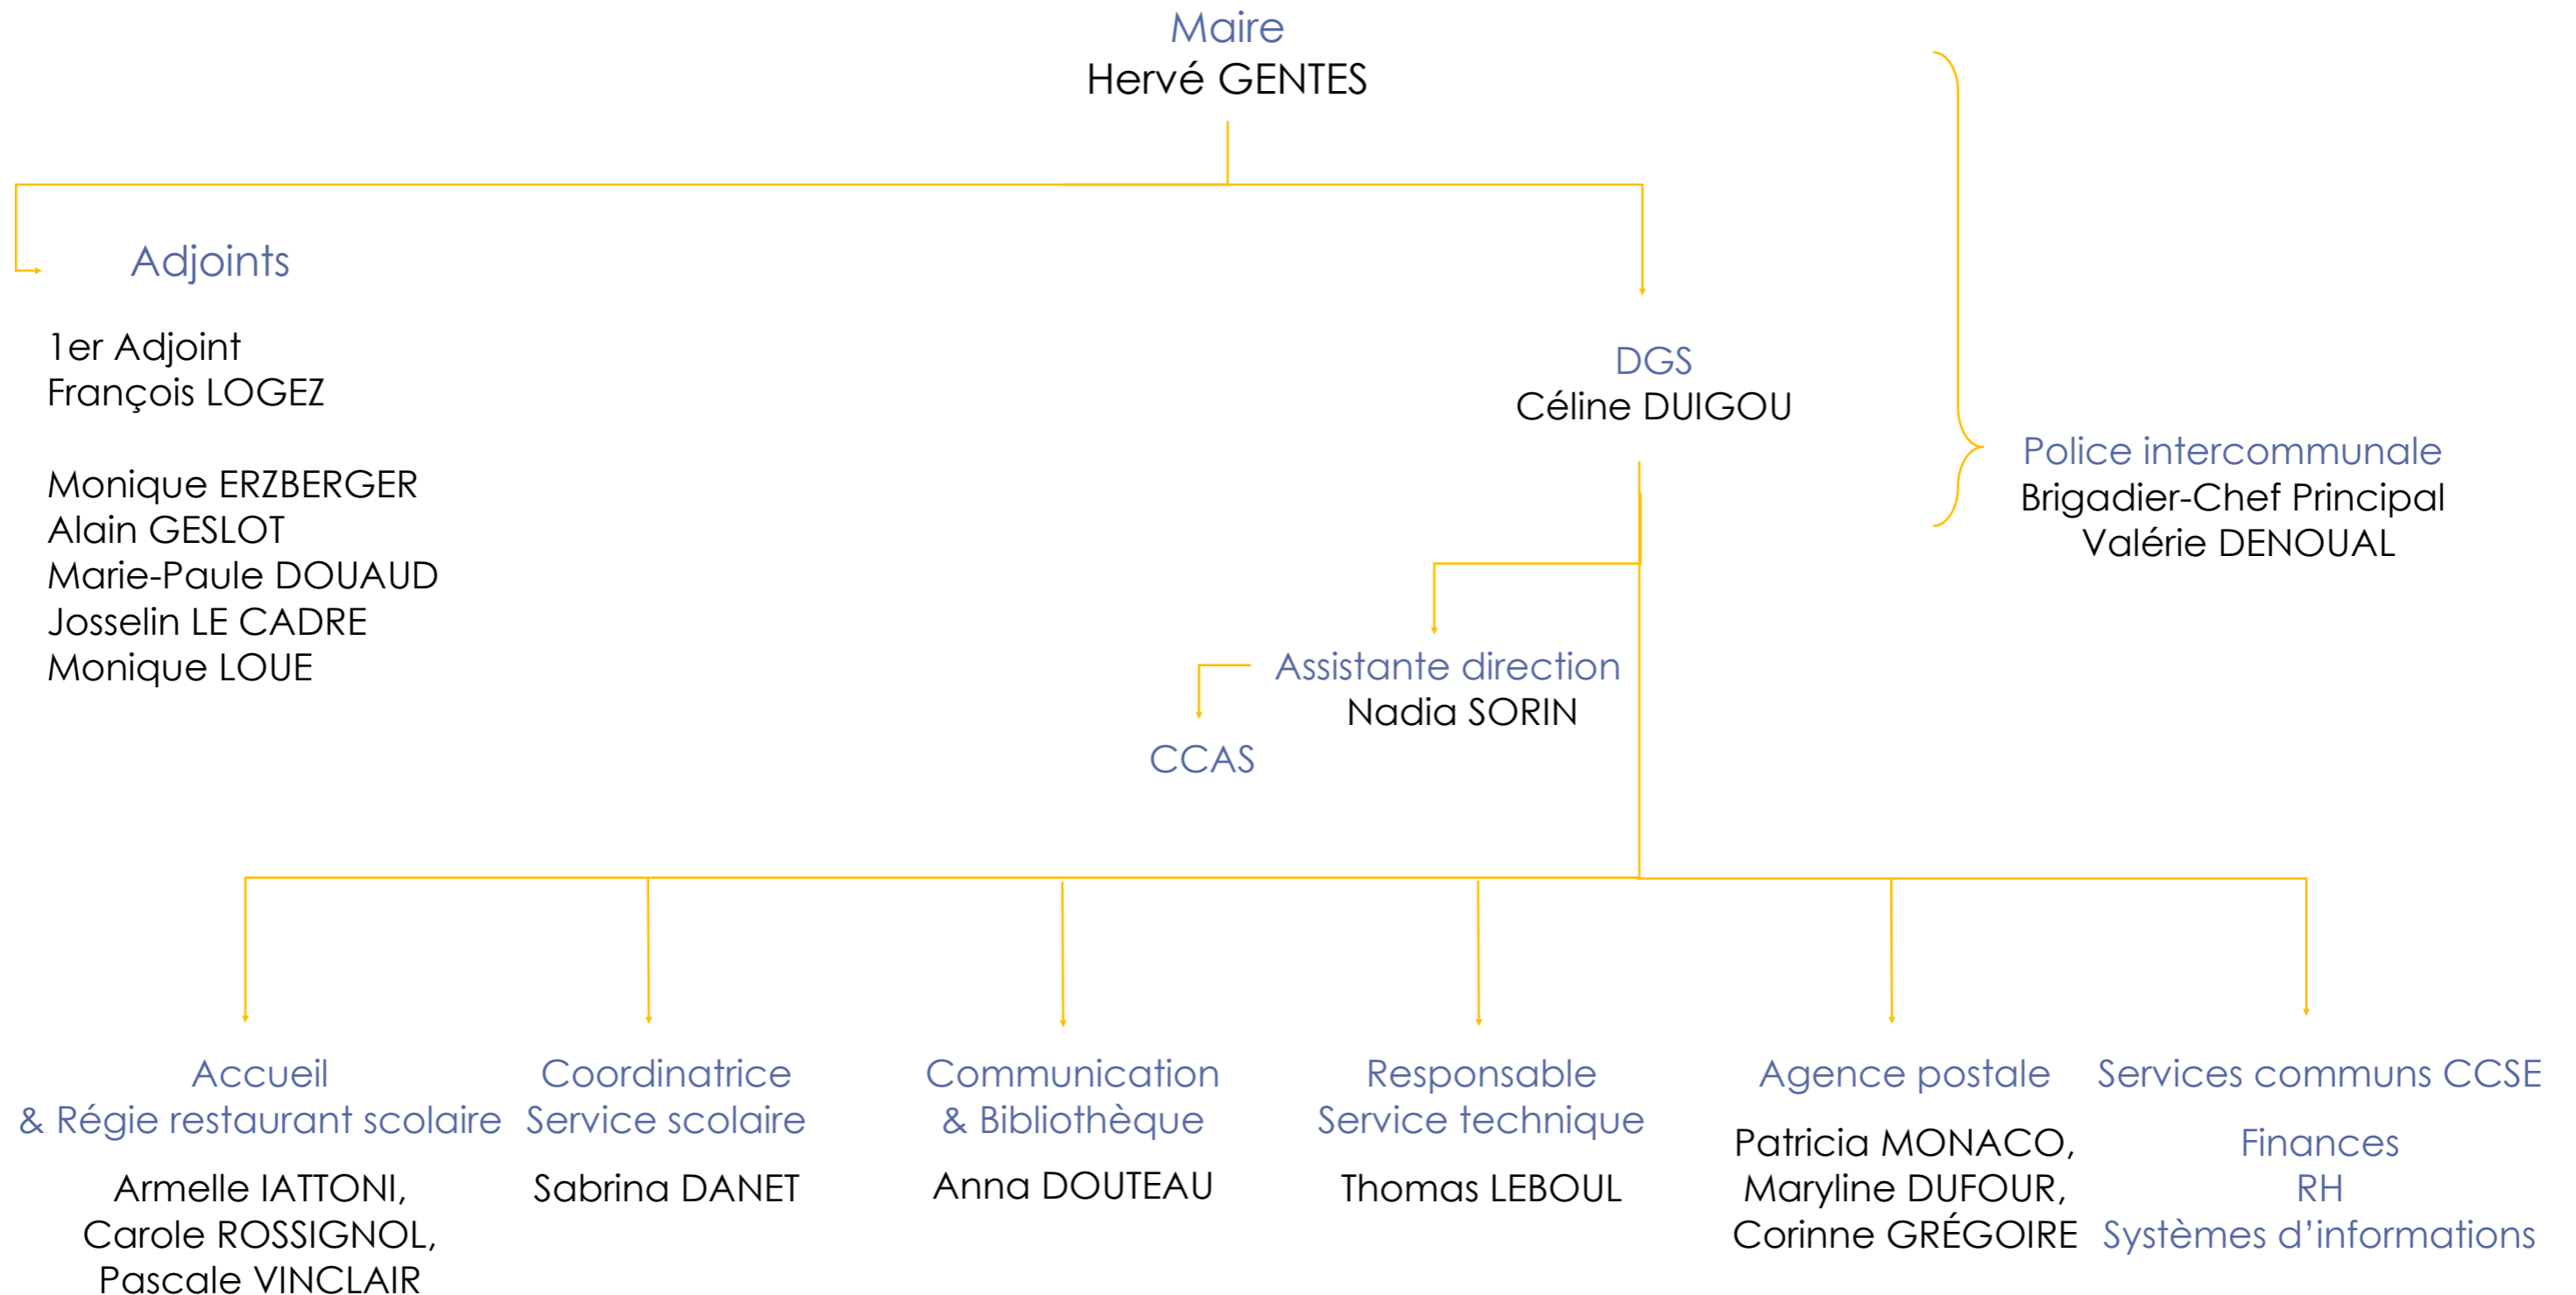 Maire
Hervé GENTES
Adjoints
1er Adjoint
François LOGEZ
Monique ERZBERGER
Alain GESLOT
Marie-Paule DOUAUD
Josselin LE CADRE
Monique LOUE
DGS
Céline DUIGOU
Police intercommunale
Brigadier-Chef Principal
Valérie DENOUAL
Assistante direction
Nadia SORIN
CCAS
Accueil
& Régie restaurant scolaire
Armelle IATTONI,
Carole ROSSIGNOL,
Pascale VINCLAIR
Coordinatrice
Service scolaire
Sabrina DANET
Communication
& Bibliothèque
Anna DOUTEAU
Responsable
Service technique
Thomas LEBOUL
Agence postale
Patricia MONACO,
Maryline DUFOUR,
Corinne GRÉGOIRE
Services communs CCSE
Finances
RH
Systèmes d’informations